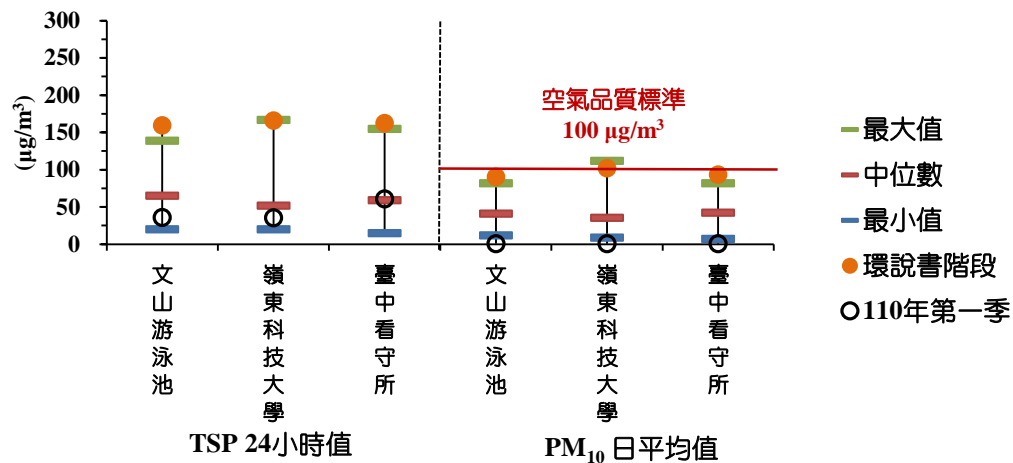 300
250
200
150
100
50
0
(μg/m³)
空氣品質標準
100 μg/m³
最大值
中位數
最小值
環說書階段
110年第一季
文山游泳池
嶺東科技大學
臺中看守所
文山游泳池
嶺東科技大學
臺中看守所
TSP 24小時值
PM₁₀ 日平均值